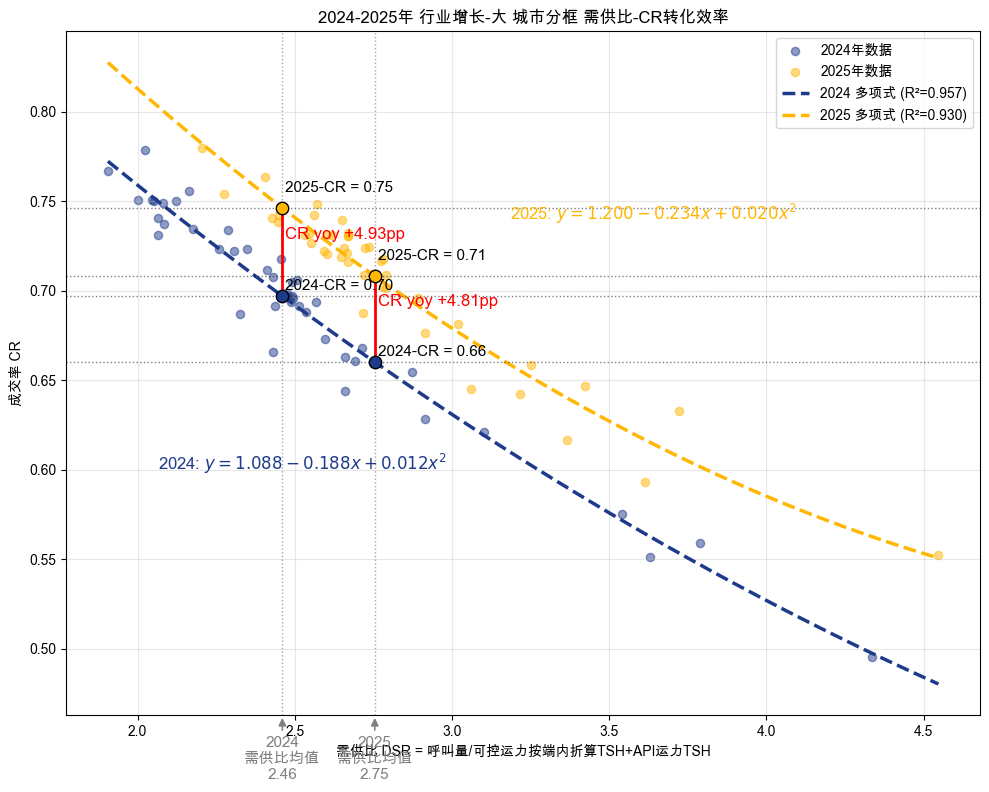 2024-2025年 行业增长-大 城市分框 需供比-CR转化效率
2024年数据
2025年数据
2024 多项式 (R²=0.957)
2025 多项式 (R²=0.930)
0.80
0.75
0.70
0.65
0.60
0.55
0.50
成交率 CR
2025-CR = 0.75
2025: y = 1.200 − 0.234x + 0.020x²
CR yoy +4.93pp
2025-CR = 0.71
2024-CR = 0.70
CR yoy +4.81pp
2024-CR = 0.66
2024: y = 1.088 − 0.188x + 0.012x²
2.0
2.5
3.0
3.5
4.0
4.5
2024
需供比均值
2.46
2025
需供比均值
2.75
需供比 DSR = 呼叫量/可控运力按端内折算TSH+API运力TSH